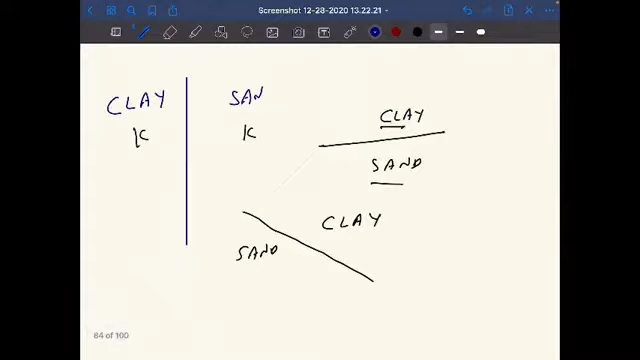 Screenshot 12-28-2020 13.22.21
CLAY
SAN
K
K
CLAY
SAND
CLAY
SAND
84 of 100